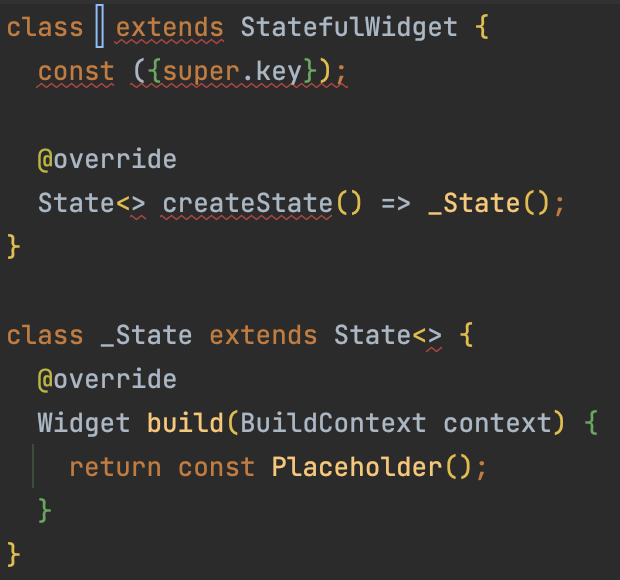 class extends StatefulWidget {
const ({super.key});
@override
State<> createState() => _State();
}
class _State extends State<> {
@override
Widget build(BuildContext context) {
return const Placeholder();
}
}